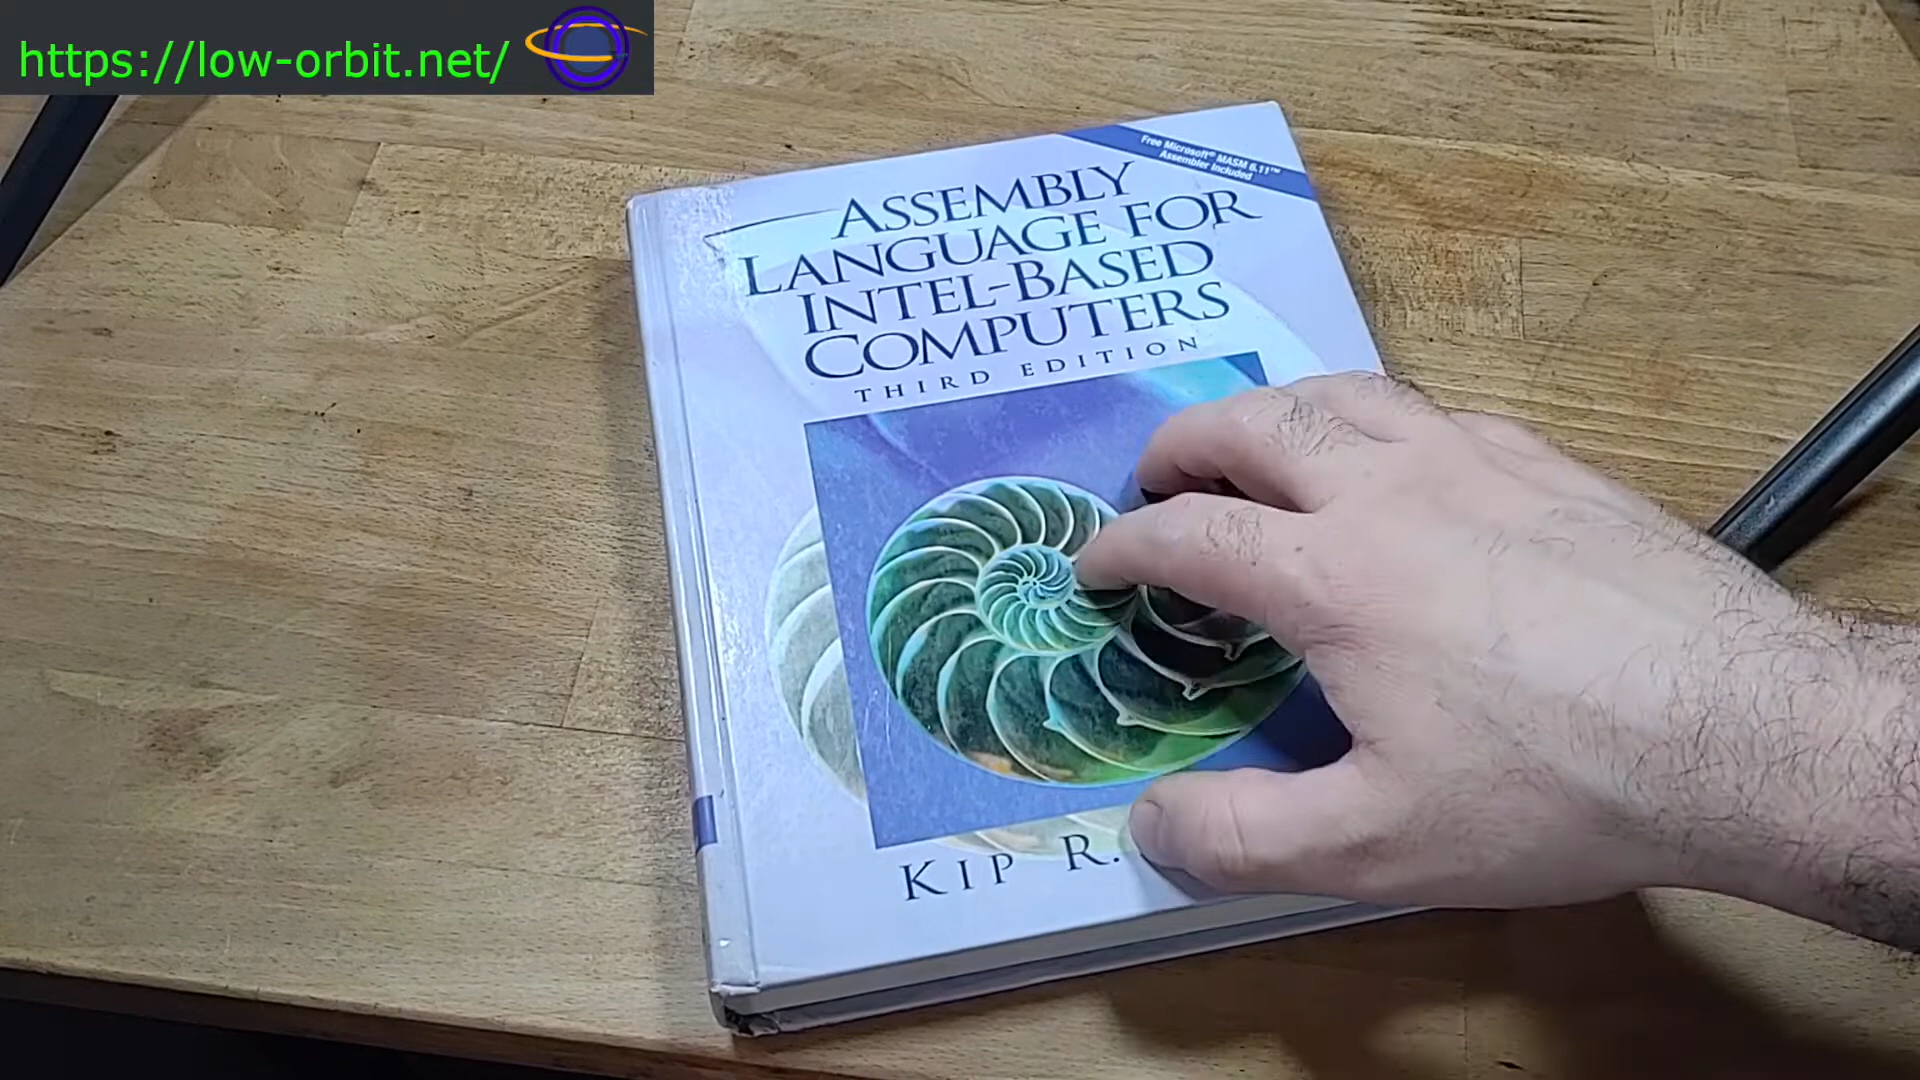 https://low-orbit.net/
Free Microsoft® MASM 6.11™
Assembler Included
ASSEMBLY
LANGUAGE FOR
INTEL-BASED
COMPUTERS
THIRD EDITION
KIP R.